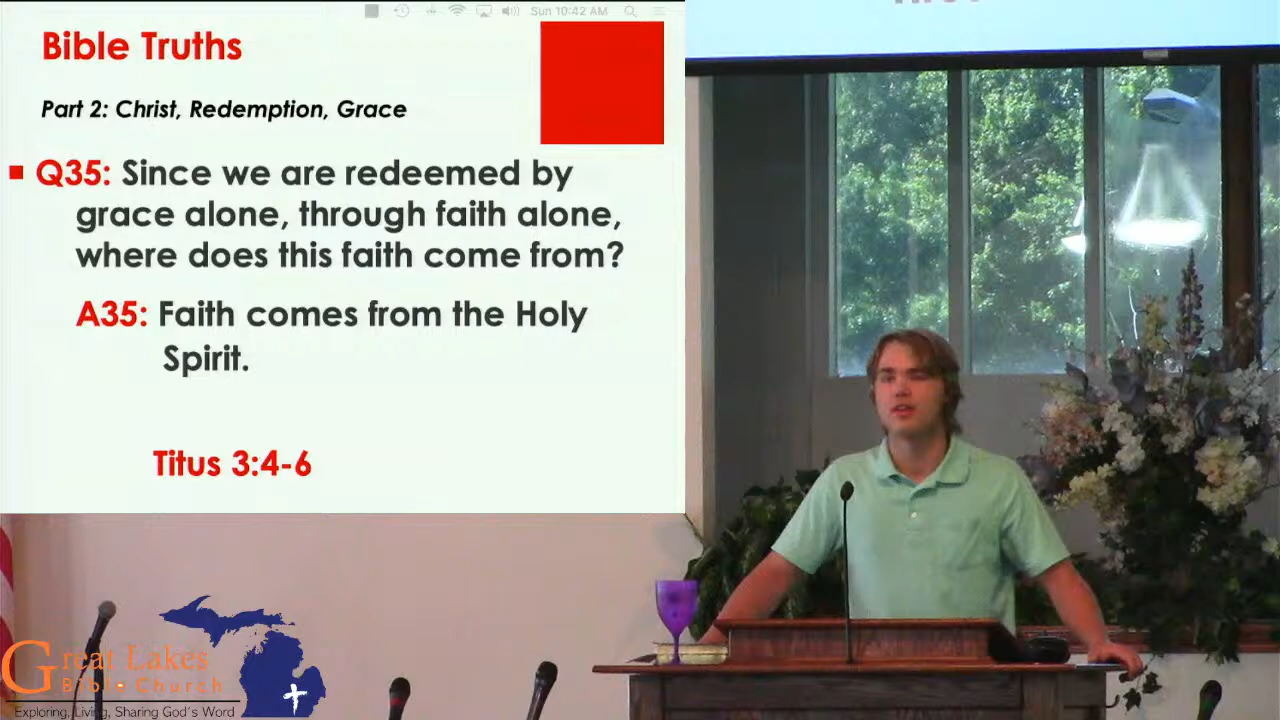 Sun 10:42 AM
Bible Truths
Part 2: Christ, Redemption, Grace
Q35: Since we are redeemed by
grace alone, through faith alone,
where does this faith come from?
A35: Faith comes from the Holy
Spirit.
Titus 3:4-6
Great Lakes
Bible Church
Exploring, Living, Sharing God's Word